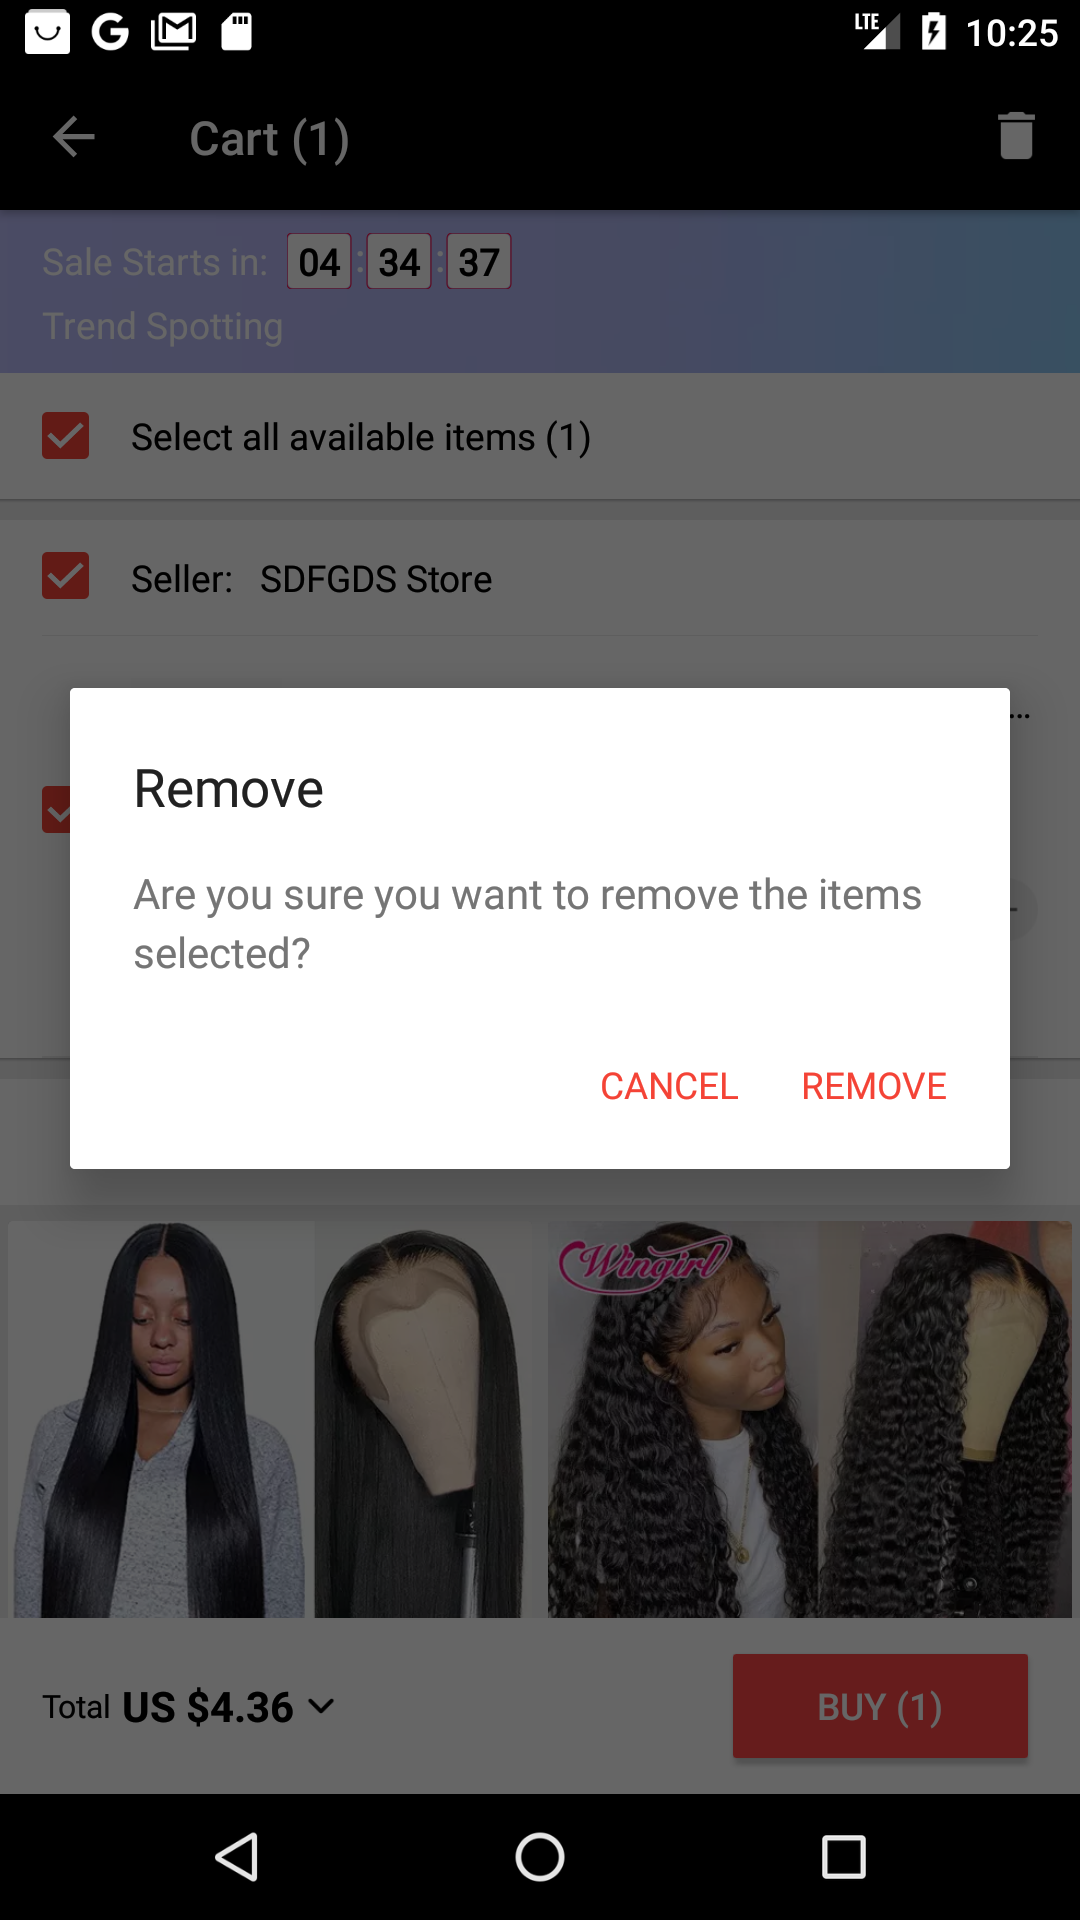 LTE 10:25
Cart (1)
Sale Starts in: 04 : 34 : 37
Trend Spotting
Select all available items (1)
Seller: SDFGDS Store
...
Remove
Are you sure you want to remove the items
selected?
CANCEL REMOVE
Wingirl
Total US $4.36
BUY (1)